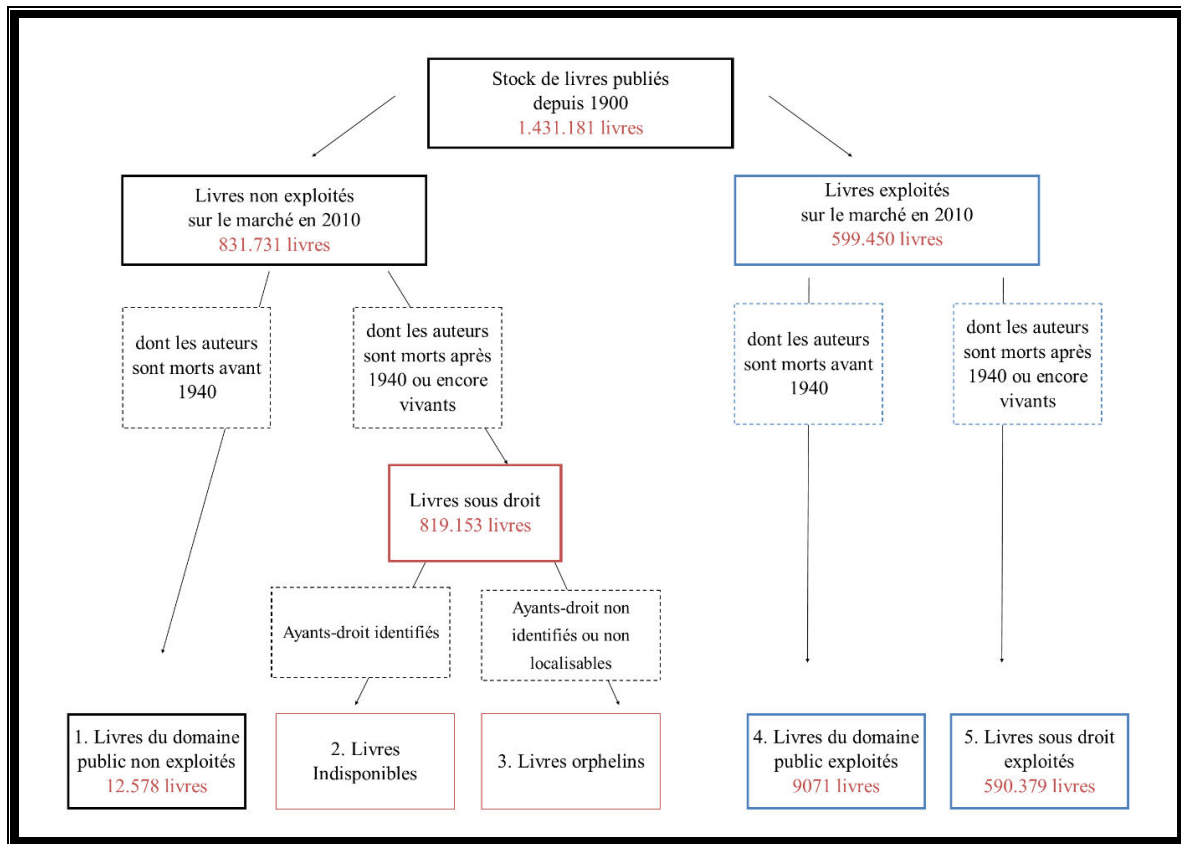 Stock de livres publiés
depuis 1900
1.431.181 livres
Livres non exploités
sur le marché en 2010
831.731 livres
Livres exploités
sur le marché en 2010
599.450 livres
dont les auteurs
sont morts avant
1940
dont les auteurs
sont morts après
1940 ou encore
vivants
dont les auteurs
sont morts avant
1940
dont les auteurs
sont morts après
1940 ou encore
vivants
Livres sous droit
819.153 livres
Ayants-droit identifiés
Ayants-droit non
identifiés ou non
localisables
1. Livres du domaine
public non exploités
12.578 livres
2. Livres
Indisponibles
3. Livres orphelins
4. Livres du domaine
public exploités
9071 livres
5. Livres sous droit
exploités
590.379 livres